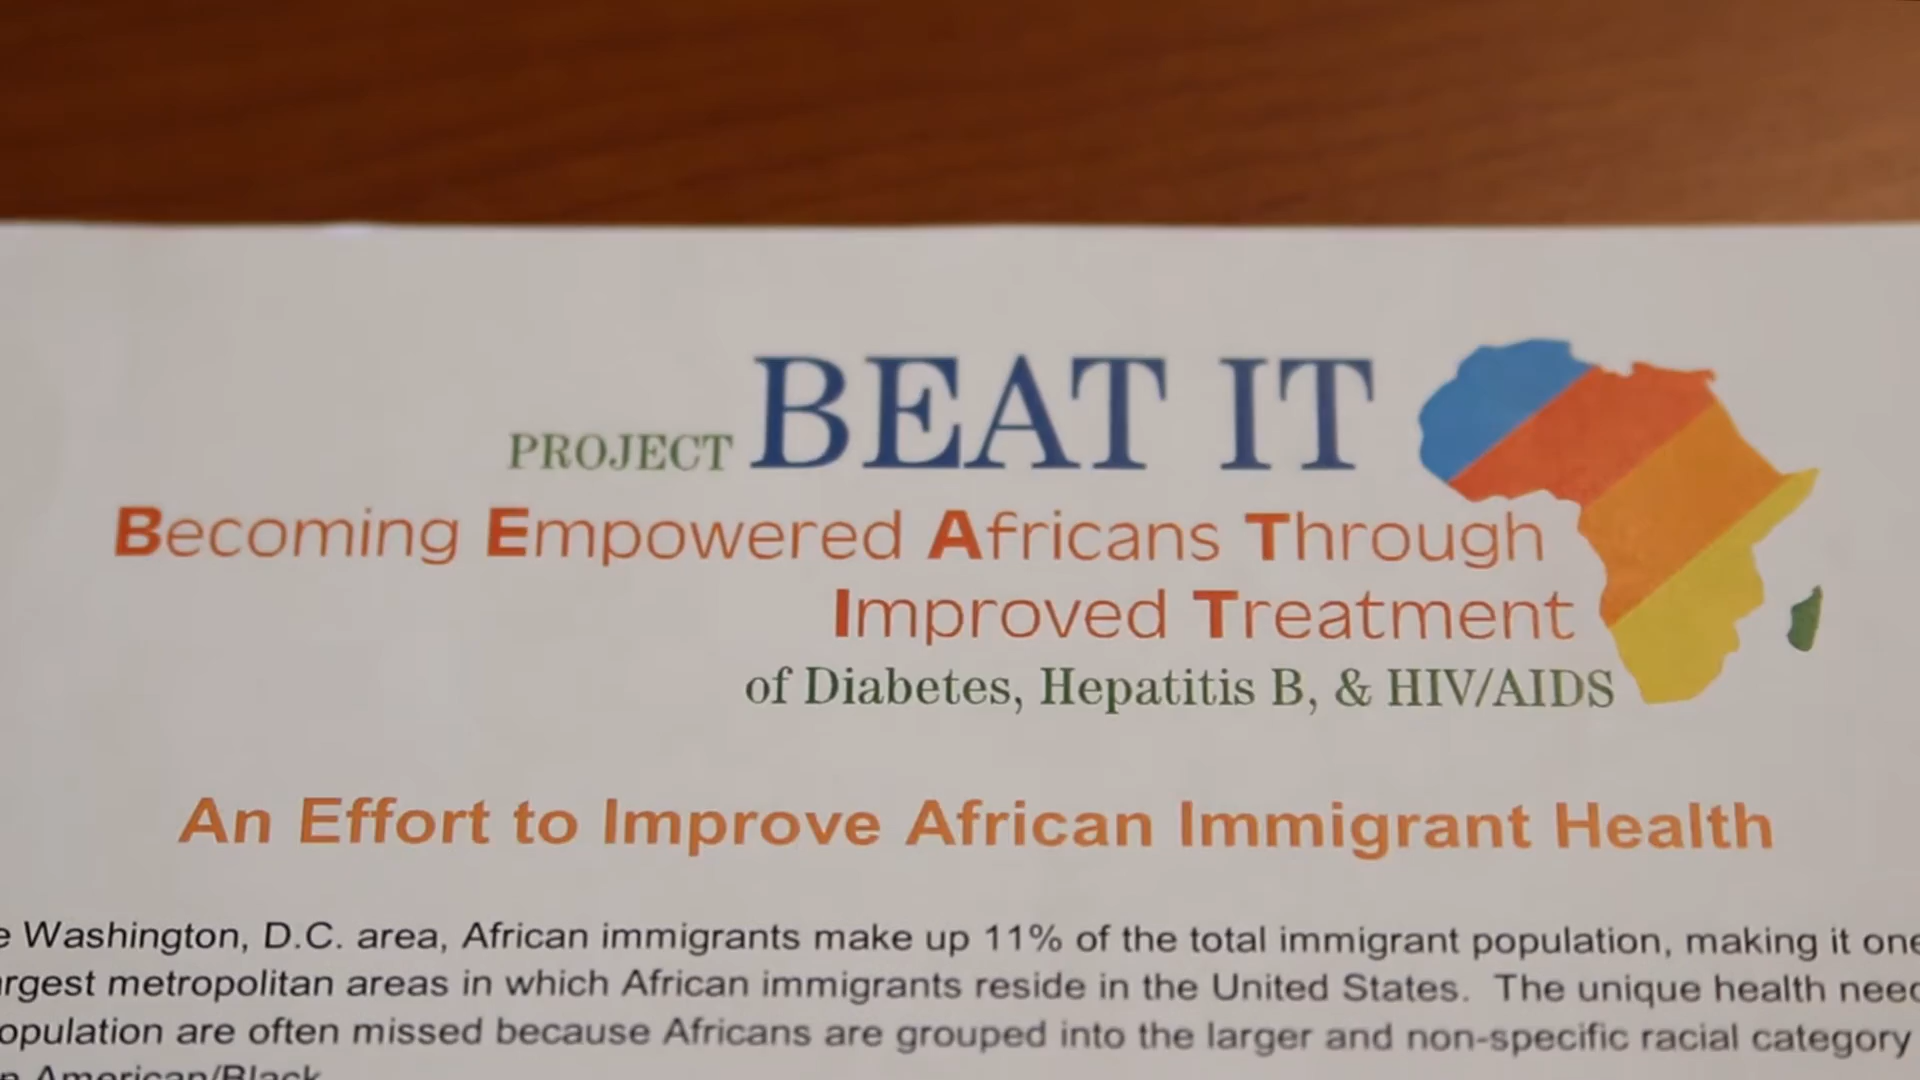 PROJECT BEAT IT
Becoming Empowered Africans Through
Improved Treatment
of Diabetes, Hepatitis B, & HIV/AIDS
An Effort to Improve African Immigrant Health
Washington, D.C. area, African immigrants make up 11% of the total immigrant population, making it one
metropolitan areas in which African immigrants reside in the United States. The unique health
are often missed because Africans are grouped into the larger and non-specific racial category
American/Black